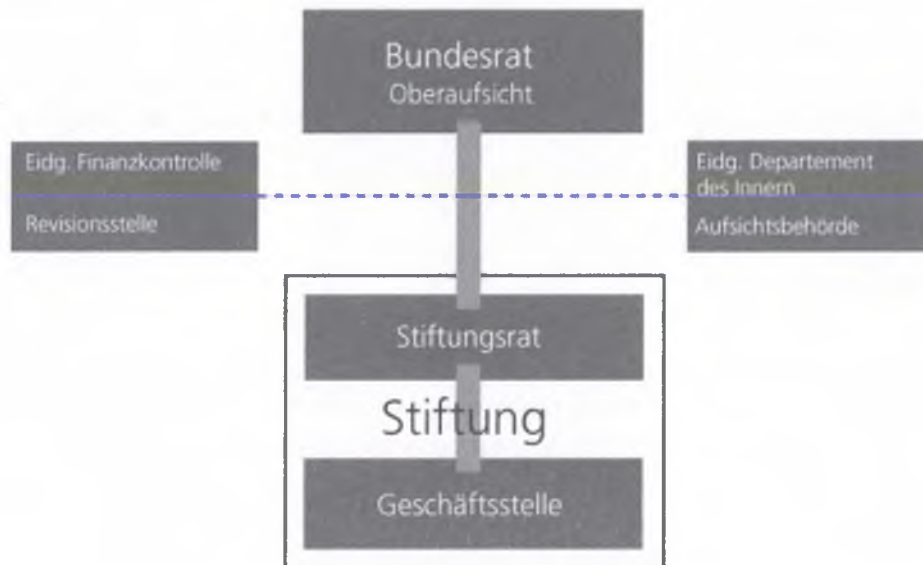 Bundesrat
Oberaufsicht
Eidg. Finanzkontrolle
Revisionsstelle
Eidg. Departement
des Innern
Aufsichtsbehörde
Stiftungsrat
Stiftung
Geschäftsstelle